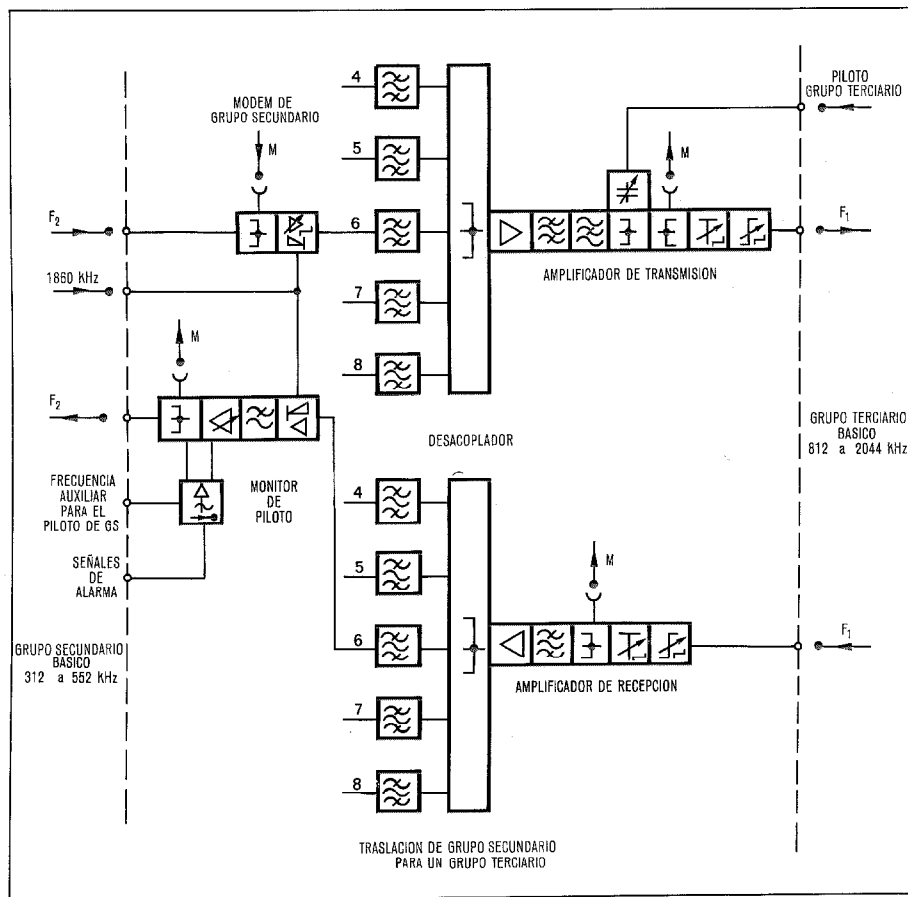 MODEM DE
GRUPO SECUNDARIO
M
F2
1860 KHz
M
F2
FRECUENCIA
AUXILIAR
PARA EL
PILOTO DE GS
MONITOR
DE
PILOTO
SEÑALES
DE
ALARMA
GRUPO SECUNDARIO
BASICO
312 a 552 KHz
4
5
6
7
8
PILOTO
GRUPO TERCIARIO
M
F1
AMPLIFICADOR DE TRANSMISION
DESACOPLADOR
GRUPO TERCIARIO
BASICO
812 a 2044 KHz
4
5
6
7
8
M
F1
AMPLIFICADOR DE RECEPCION
TRASLACION DE GRUPO SECUNDARIO
PARA UN GRUPO TERCIARIO